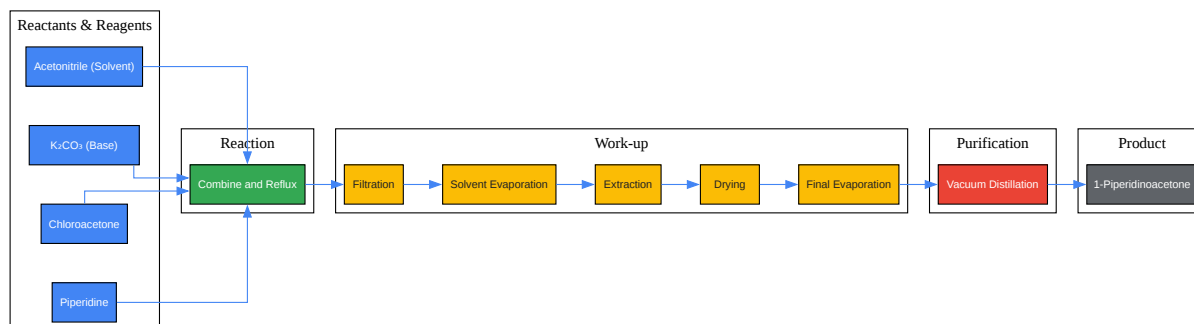 Reactants & Reagents
Acetonitrile (Solvent)
K₂CO₃ (Base)
Chloroacetone
Piperidine
Reaction
Combine and Reflux
Work-up
Filtration
Solvent Evaporation
Extraction
Drying
Final Evaporation
Purification
Vacuum Distillation
Product
1-Piperidinoacetone